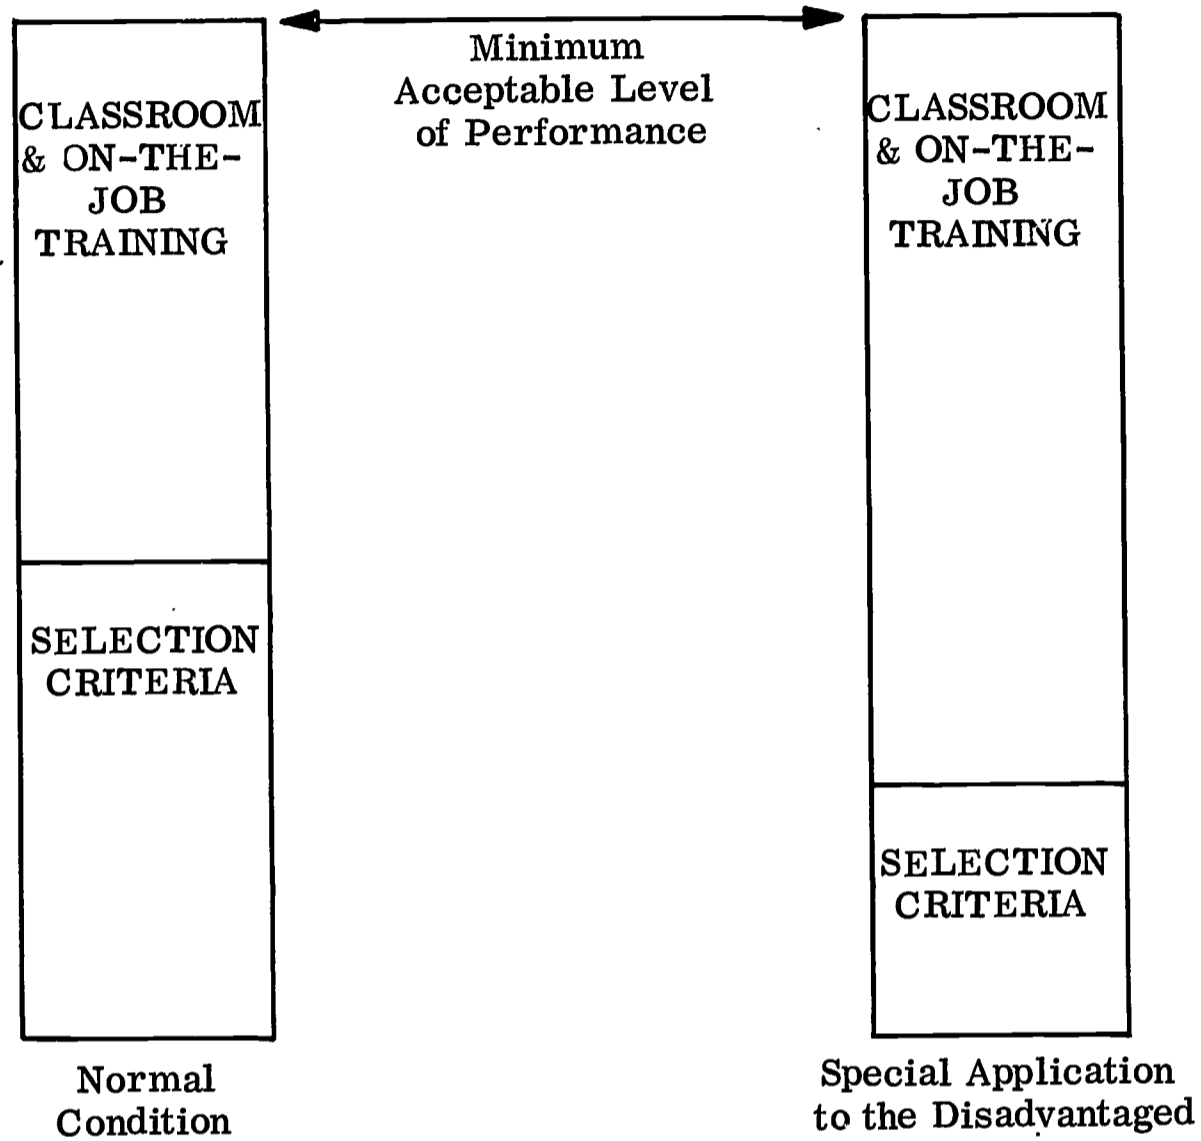 Minimum
Acceptable Level
of Performance
CLASSROOM
& ON-THE-
JOB
TRAINING
SELECTION
CRITERIA
Normal
Condition
CLASSROOM
& ON-THE-
JOB
TRAINING
SELECTION
CRITERIA
Special Application
to the Disadvantaged